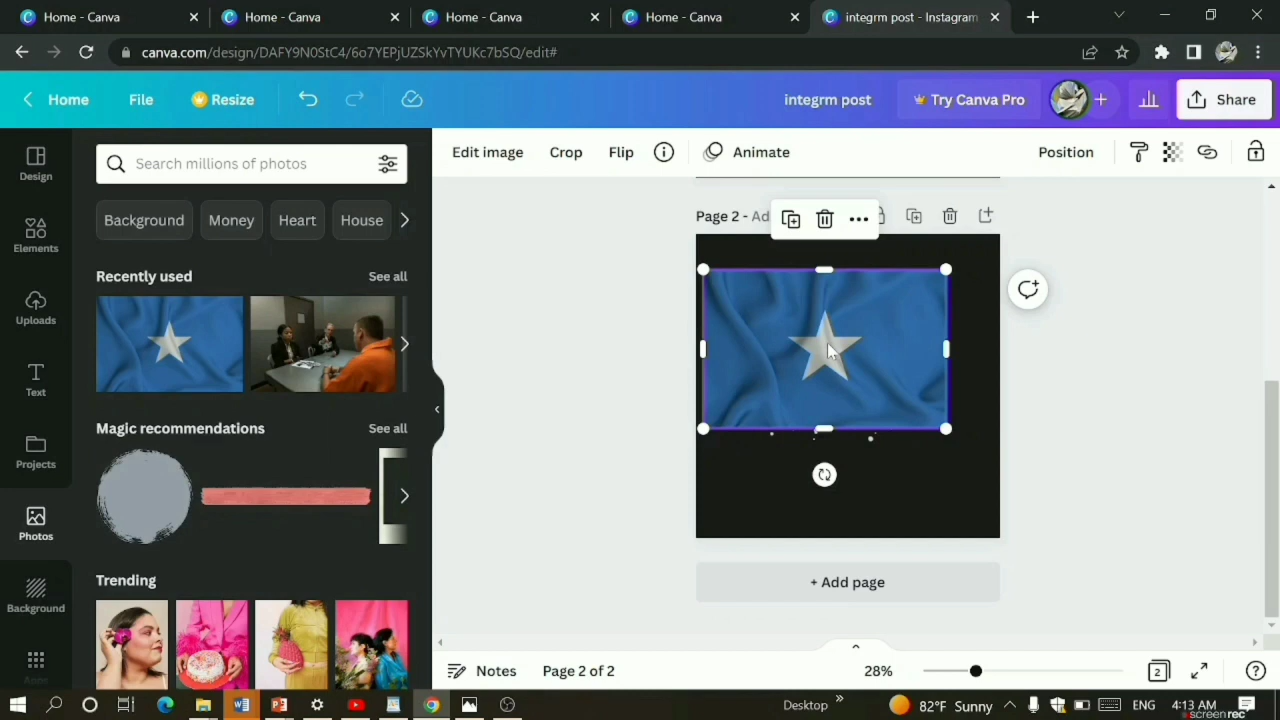 Home - Canva
Home - Canva
Home - Canva
Home - Canva
integrm post - Instagram
canva.com/design/DAFY9N0StC4/6o7YEPjUZSkYvTYUKc7bSQ/edit#
Home
File
Resize
integrm post
Try Canva Pro
Share
Search millions of photos
Edit image
Crop
Flip
Animate
Position
Design
Elements
Uploads
Text
Projects
Photos
Background
Apps
Background
Money
Heart
House
Recently used
See all
Magic recommendations
See all
Trending
Page 2 - Ad
+ Add page
Notes
Page 2 of 2
28%
2
Desktop
82°F Sunny
ENG
4:13 AM
screenrec